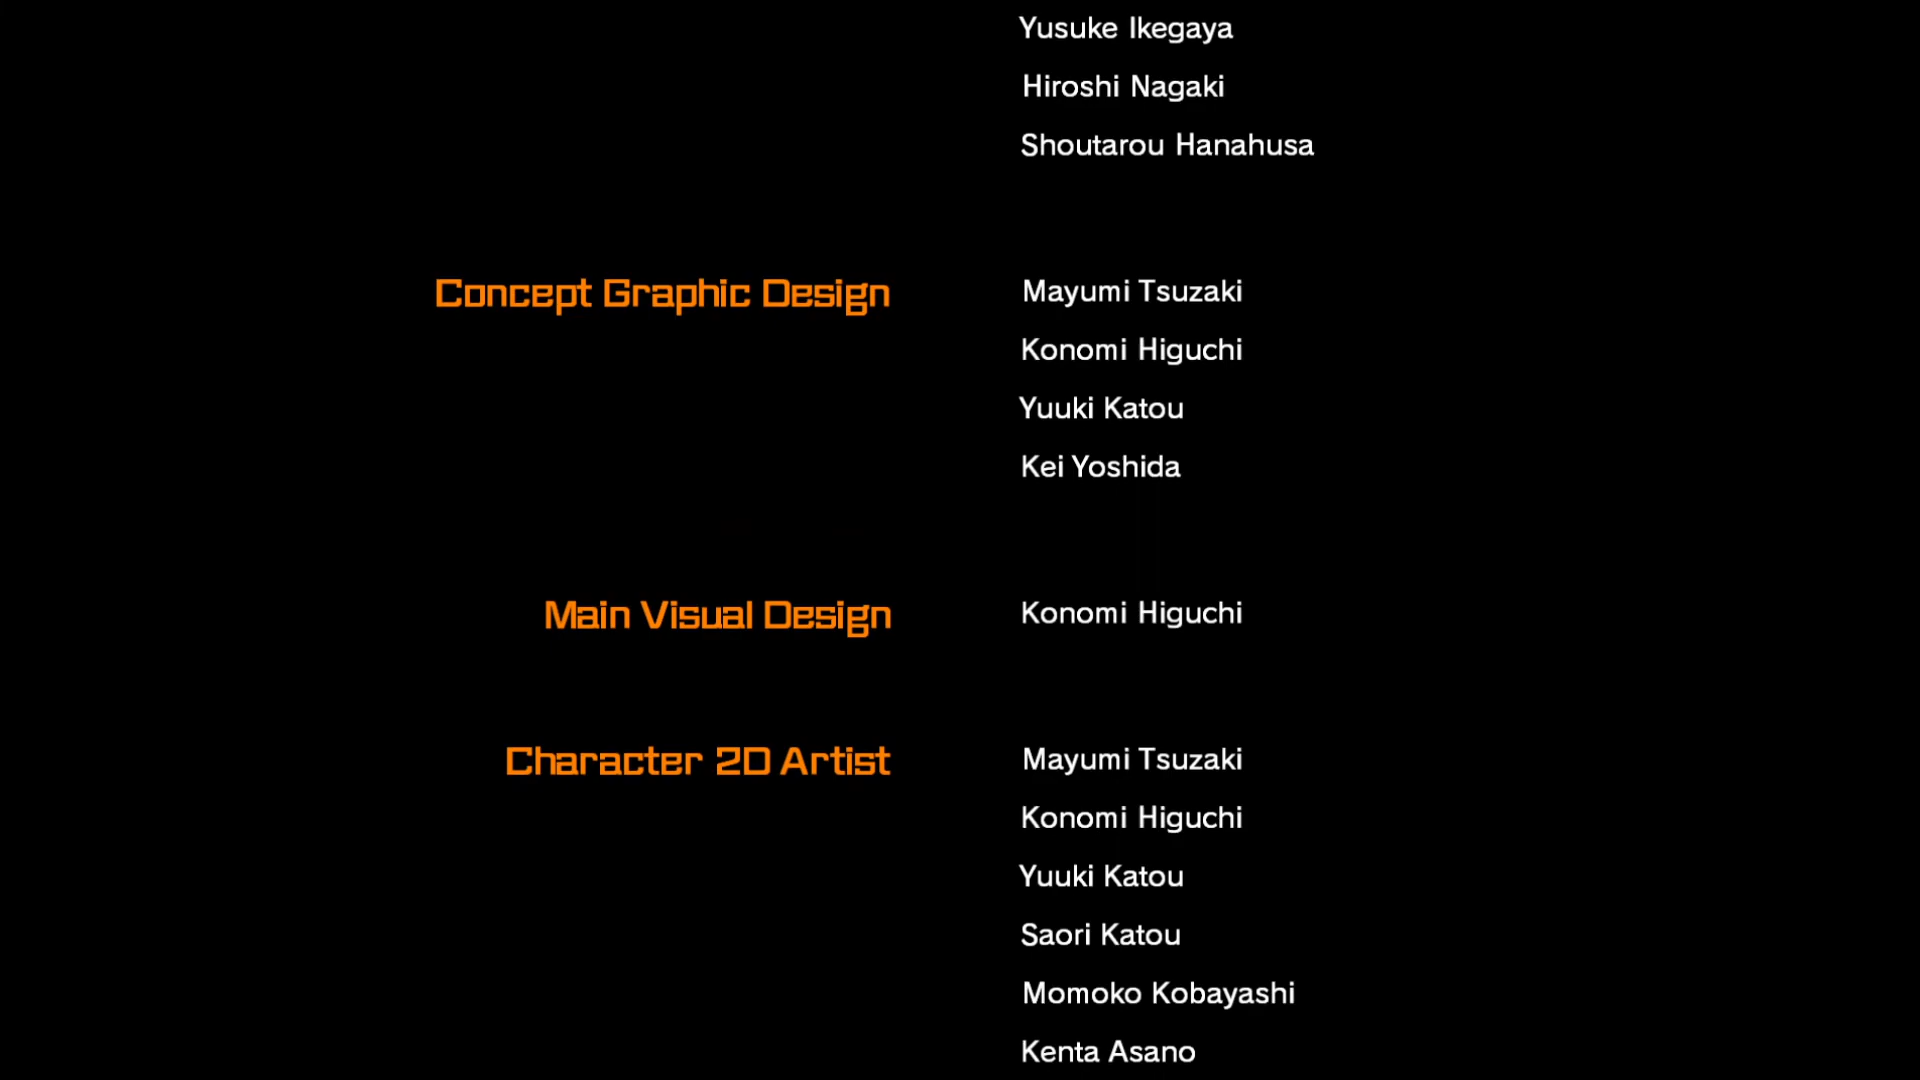 Yusuke Ikegaya
Hiroshi Nagaki
Shoutarou Hanahusa
Concept Graphic Design Mayumi Tsuzaki
Konomi Higuchi
Yuuki Katou
Kei Yoshida
Main Visual Design Konomi Higuchi
Character 2D Artist Mayumi Tsuzaki
Konomi Higuchi
Yuuki Katou
Saori Katou
Momoko Kobayashi
Kenta Asano